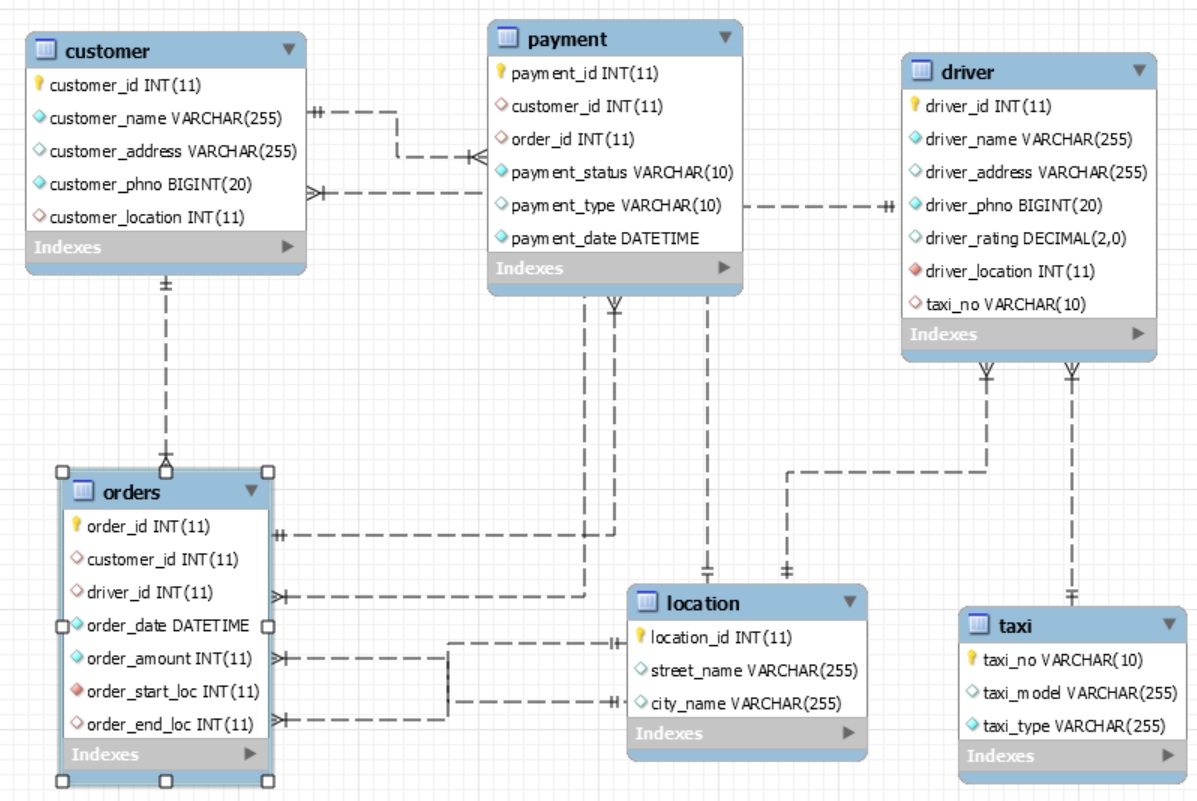 customer
customer_id INT(11)
customer_name VARCHAR(255)
customer_address VARCHAR(255)
customer_phno BIGINT(20)
customer_location INT(11)
Indexes
payment
payment_id INT(11)
customer_id INT(11)
order_id INT(11)
payment_status VARCHAR(10)
payment_type VARCHAR(10)
payment_date DATETIME
Indexes
driver
driver_id INT(11)
driver_name VARCHAR(255)
driver_address VARCHAR(255)
driver_phno BIGINT(20)
driver_rating DECIMAL(2,0)
driver_location INT(11)
taxi_no VARCHAR(10)
Indexes
orders
order_id INT(11)
customer_id INT(11)
driver_id INT(11)
order_date DATETIME
order_amount INT(11)
order_start_loc INT(11)
order_end_loc INT(11)
Indexes
location
location_id INT(11)
street_name VARCHAR(255)
city_name VARCHAR(255)
Indexes
taxi
taxi_no VARCHAR(10)
taxi_model VARCHAR(255)
taxi_type VARCHAR(255)
Indexes